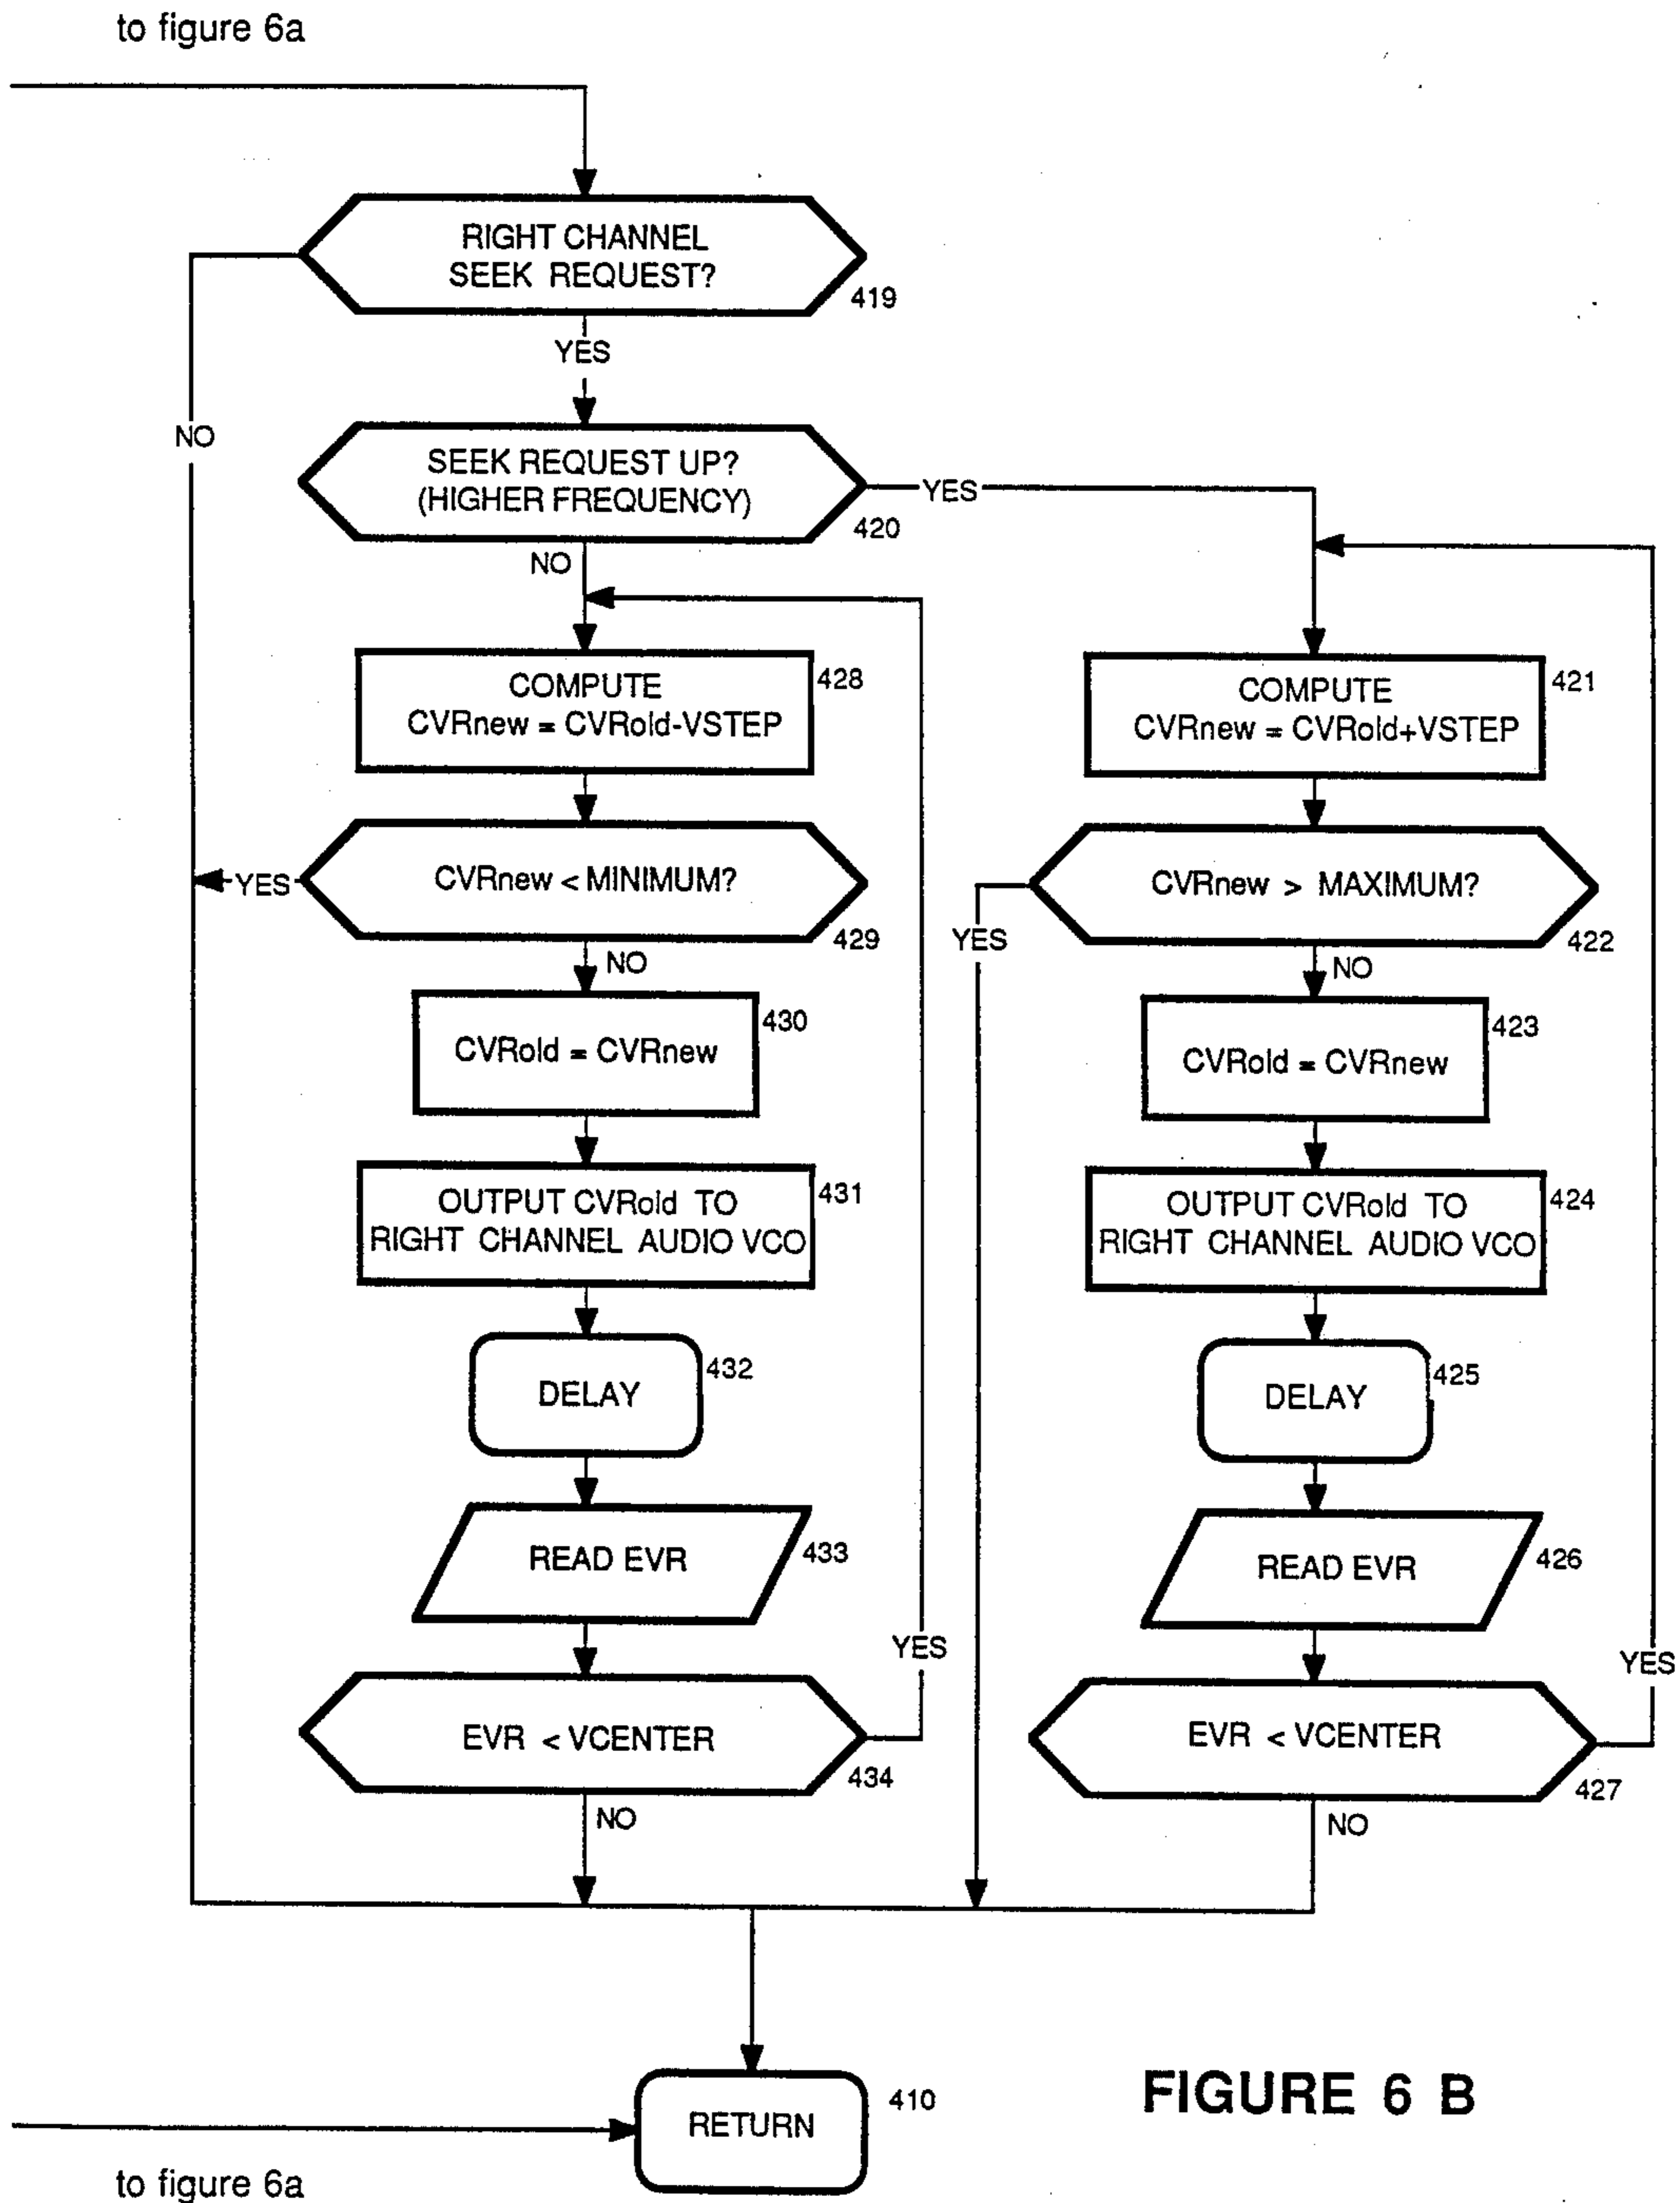 to figure 6a
RIGHT CHANNEL
SEEK REQUEST?
419
YES
NO
SEEK REQUEST UP?
(HIGHER FREQUENCY)
420
YES
NO
COMPUTE
CVRnew = CVRold-VSTEP
428
CVRnew < MINIMUM?
429
YES
NO
CVRold = CVRnew
430
OUTPUT CVRold TO
RIGHT CHANNEL AUDIO VCO
431
DELAY
432
READ EVR
433
EVR < VCENTER
434
YES
NO
COMPUTE
CVRnew = CVRold+VSTEP
421
CVRnew > MAXIMUM?
422
YES
NO
CVRold = CVRnew
423
OUTPUT CVRold TO
RIGHT CHANNEL AUDIO VCO
424
DELAY
425
READ EVR
426
EVR < VCENTER
427
YES
NO
RETURN
410
FIGURE 6 B
to figure 6a